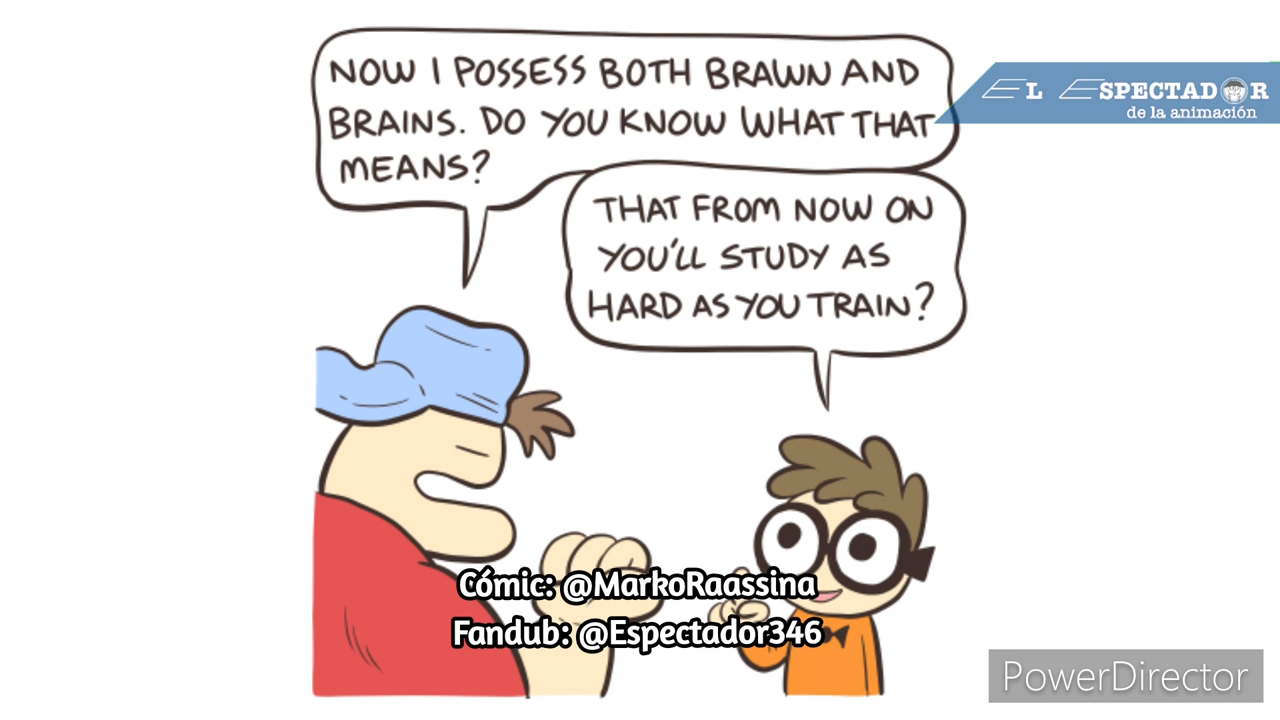 NOW I POSSESS BOTH BRAWN AND
BRAINS. DO YOU KNOW WHAT THAT
MEANS?
THAT FROM NOW ON
YOU'LL STUDY AS
HARD AS YOU TRAIN?
EL ESPECTADOR
de la animación
Cómic: @MarkoRaassina
Fandub: @Espectador346
PowerDirector